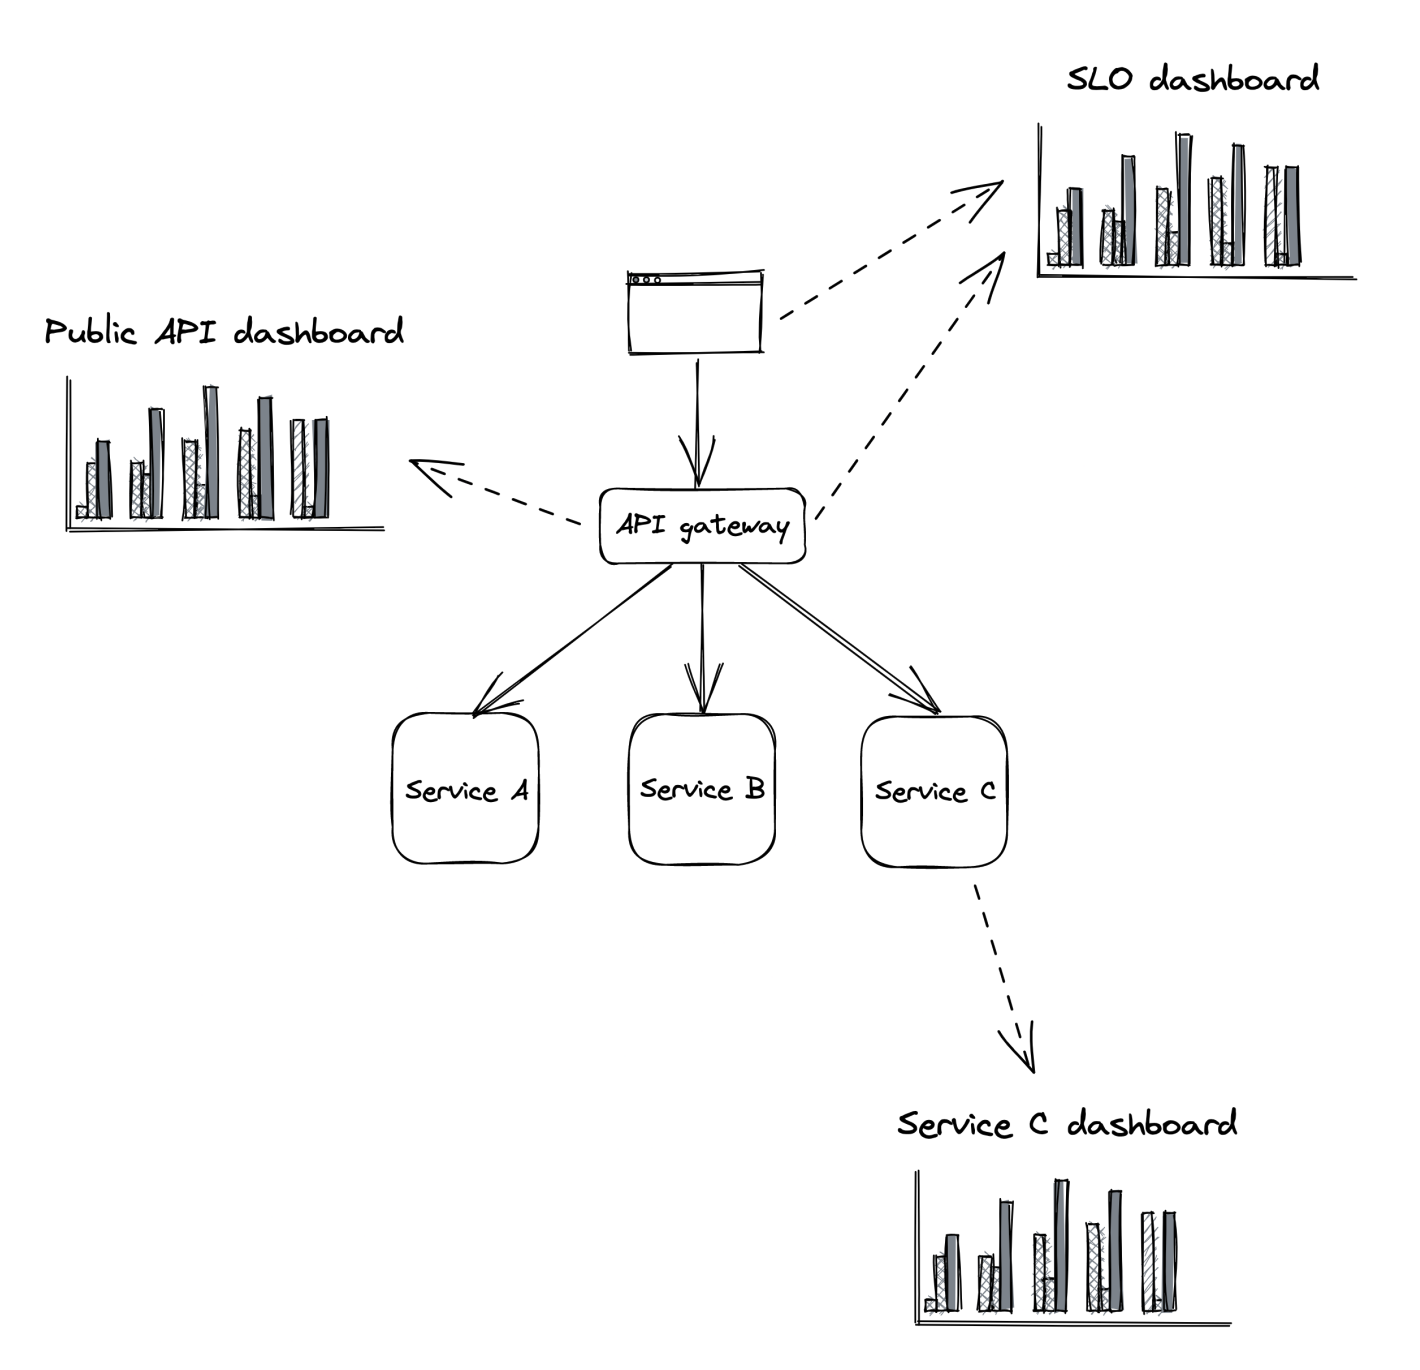 SLO dashboard
Public API dashboard
API gateway
Service A
Service B
Service C
Service C dashboard